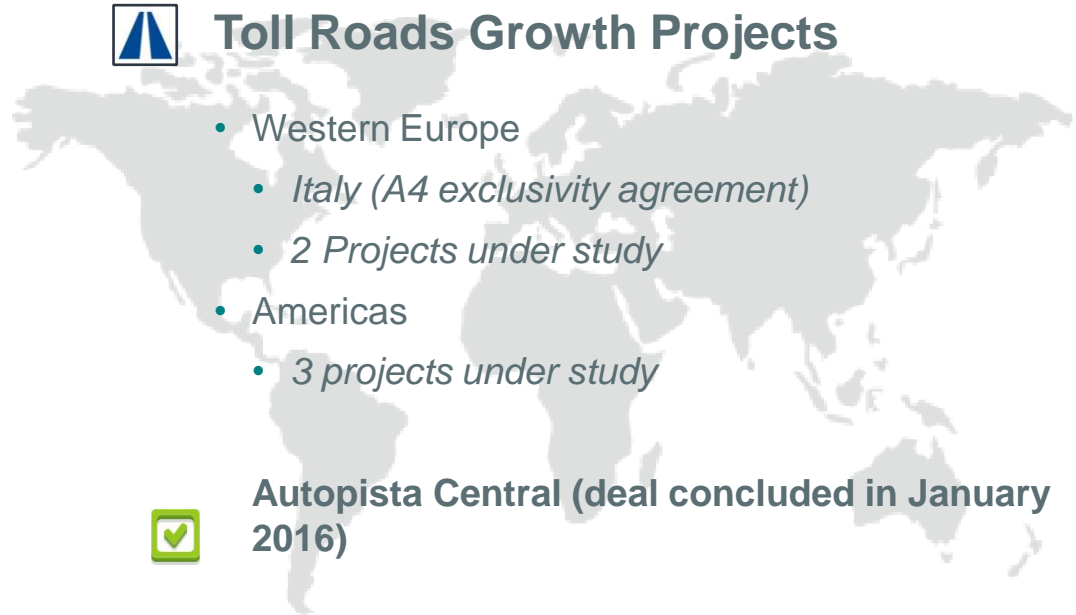 Toll Roads Growth Projects
• Western Europe
• Italy (A4 exclusivity agreement)
• 2 Projects under study
• Americas
• 3 projects under study
Autopista Central (deal concluded in January
2016)